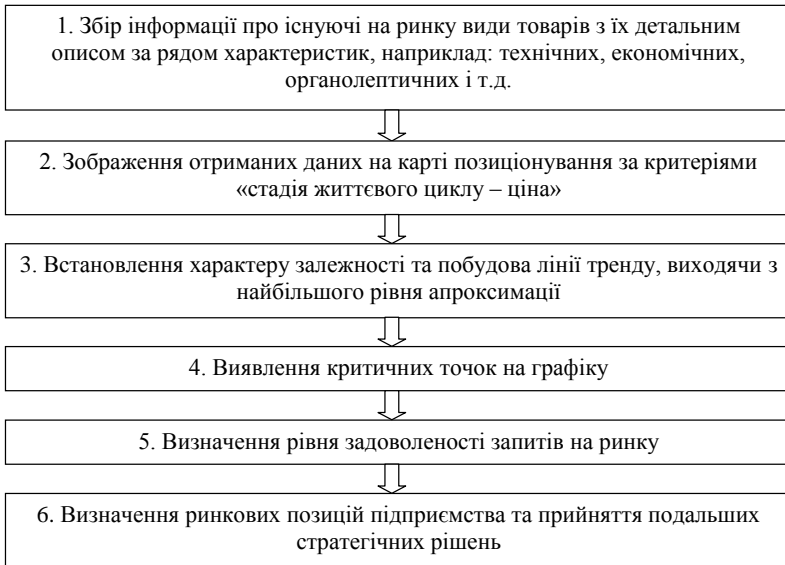 1. Збір інформації про існуючі на ринку види товарів з їх детальним
описом за рядом характеристик, наприклад: технічних, економічних,
органолептичних і т.д.
2. Зображення отриманих даних на карті позиціонування за критеріями
«стадія життєвого циклу – ціна»
3. Встановлення характеру залежності та побудова лінії тренду, виходячи з
найбільшого рівня апроксимації
4. Виявлення критичних точок на графіку
5. Визначення рівня задоволеності запитів на ринку
6. Визначення ринкових позицій підприємства та прийняття подальших
стратегічних рішень